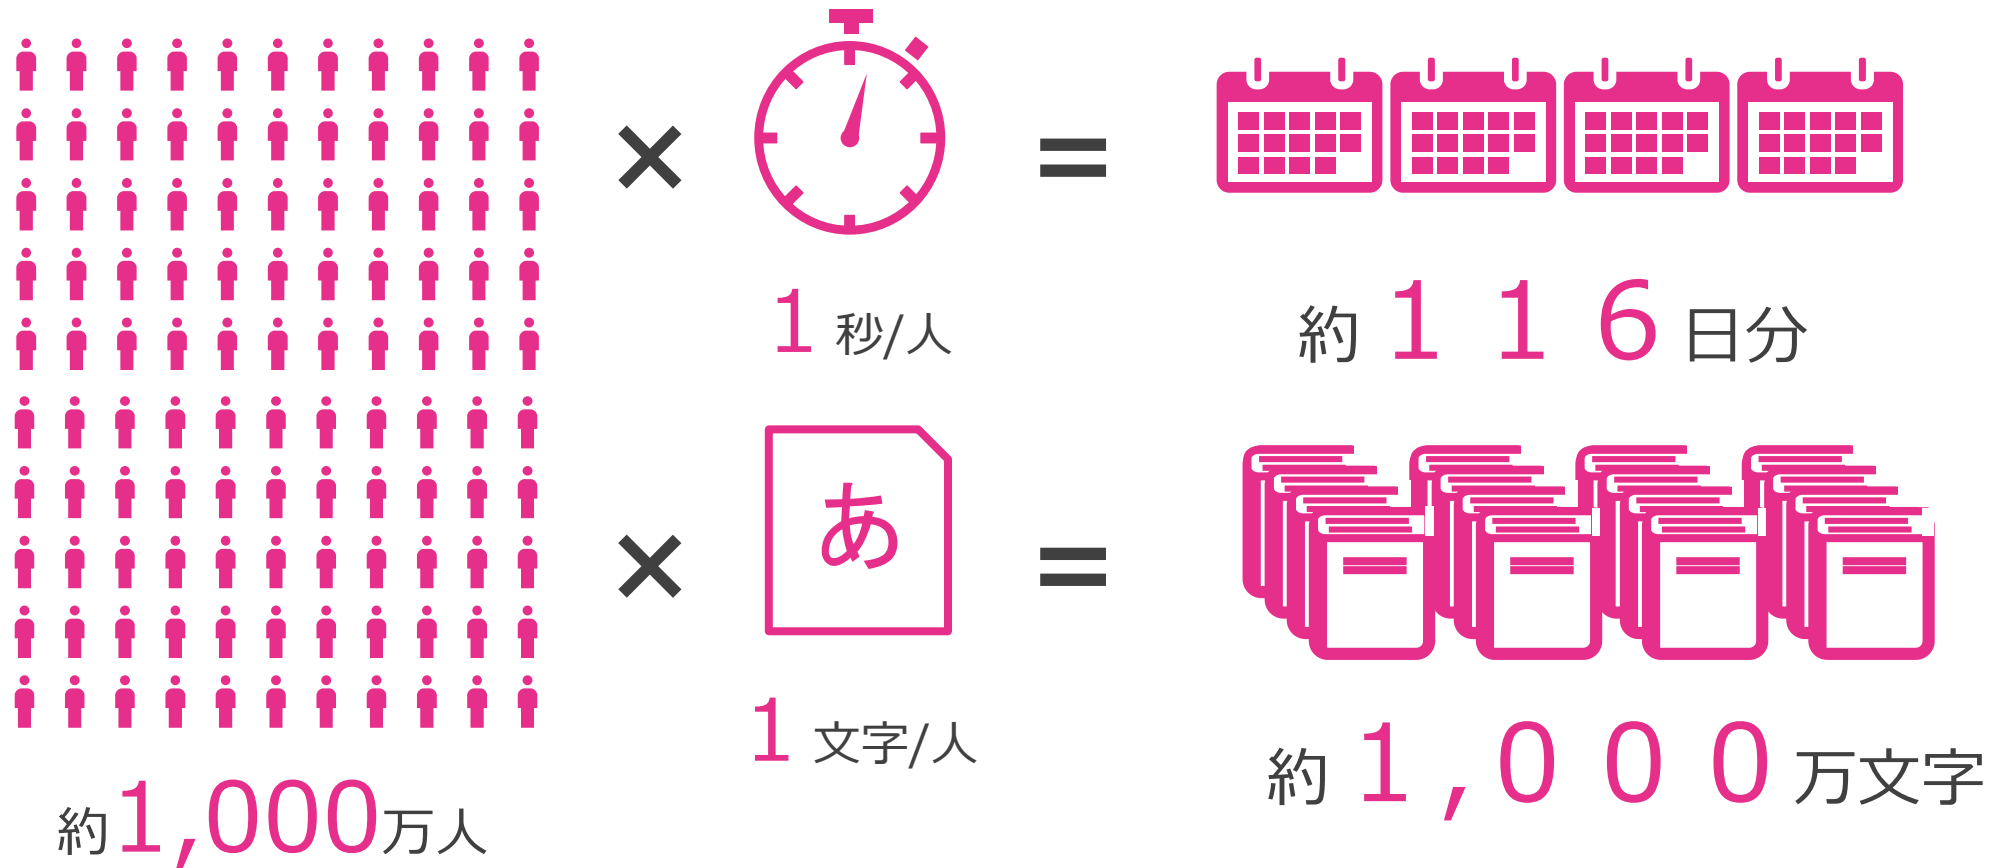 1 秒/人
約116日分
あ
1 文字/人
約1,000万文字
約1,000万人